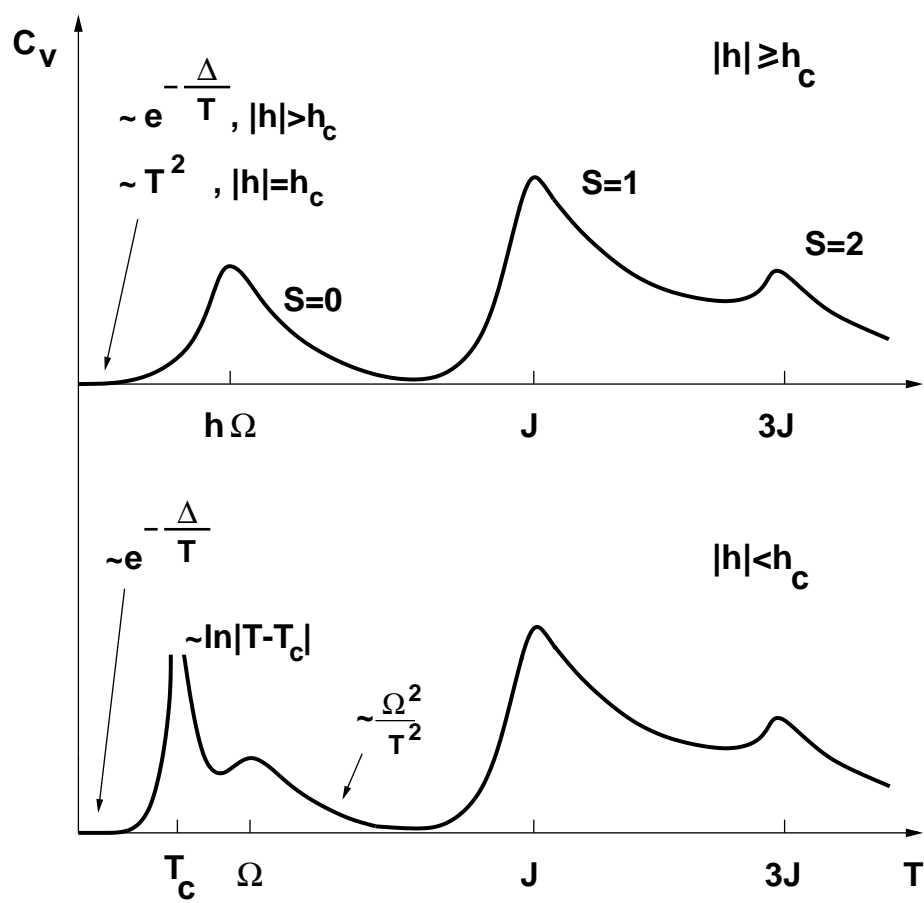 C_v
|h|≥h_c
~ e^{-Δ/T} , |h|>h_c
~ T^2 , |h|=h_c
S=0
S=1
S=2
hΩ
J
3J
~e^{-Δ/T}
|h|<h_c
~ln|T-T_c|
~Ω^2/T^2
T_c
Ω
J
3J
T